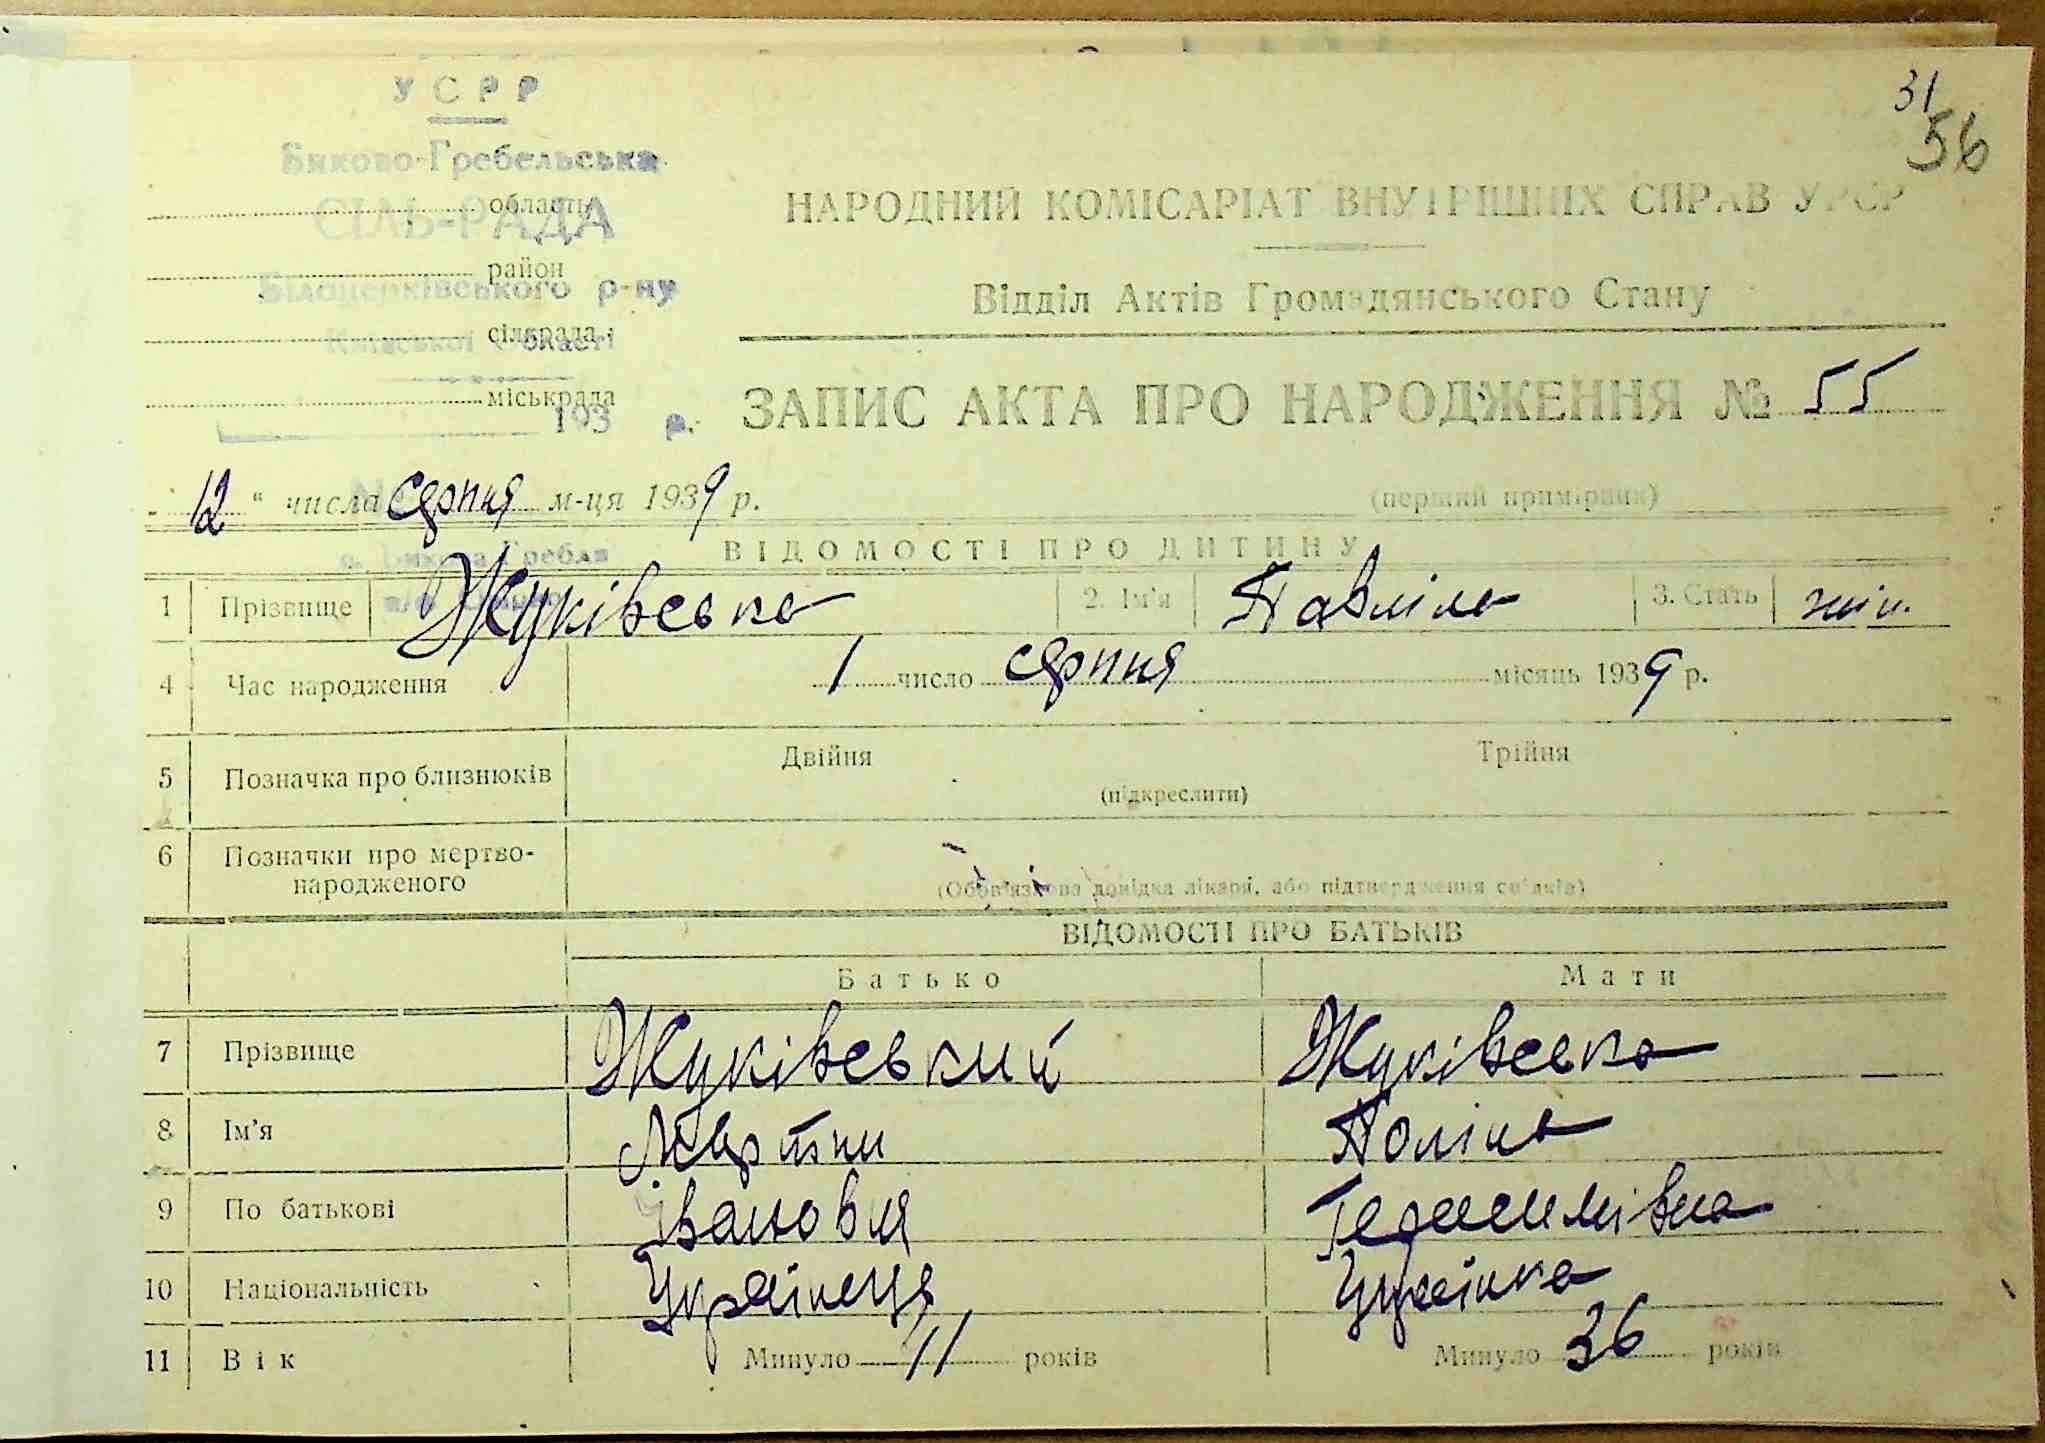 31
56
УСРР
Биково-Гребельська
СІЛЬ-РАДА
Білоцерківського р-ну
Київської Області
193 р.
область
район
сільрада
міськрада
НАРОДНИЙ КОМІСАРІАТ ВНУТРІШНІХ СПРАВ УРСР
Відділ Актів Громадянського Стану
ЗАПИС АКТА ПРО НАРОДЖЕННЯ № 55
12 " числа серпня м-ця 1939 р. (перший примірник)
ВІДОМОСТІ ПРО ДИТИНУ
1 Прізвище Жуківська 2. Ім'я Павліна 3. Стать жін.
4 Час народження 1 число серпня місяць 1939 р.
5 Позначка про близнюків Двійня Трійня
(підкреслити)
6 Позначки про мертво-
народженого
(Обов'язкова довідка лікаря, або підтвердження свідків)
ВІДОМОСТІ ПРО БАТЬКІВ
Батько Мати
7 Прізвище Жуківський Жуківська
8 Ім'я Мартин Поліна
9 По батькові Іванович Герасимівна
10 Національність Українець Українка
11 Вік Минуло 11 років Минуло 36 років